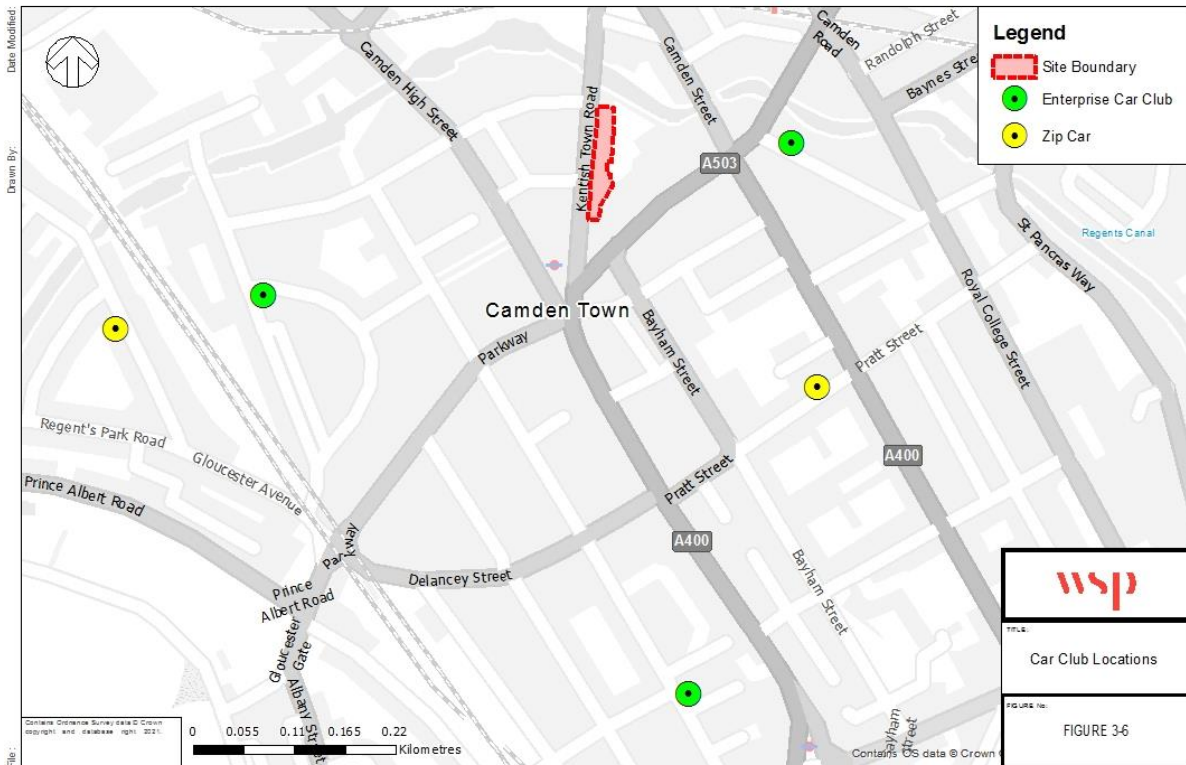 Date Modified:
Drawn By:
File:
Camden High Street
Kentish Town Road
Camden Street
Camden
Road
Randolph Street
Baynes Stre
A503
Regents Canal
St Pancras Way
Royal College Street
Camden Town
Parkway
Bayham Street
Pratt Street
Regent's Park Road
Gloucester Avenue
Prince Albert Road
Pratt Street
A400
A400
Parkway
Delancey Street
Prince
Albert Road
Gloucester
Gate
Albany Street
Bayham Street
Bayham
Street
Legend
Site Boundary
Enterprise Car Club
Zip Car
wsp
TITLE:
Car Club Locations
FIGURE No:
FIGURE 3-6
Contains Ordnance Survey data © Crown
copyright and database right 2021.
0 0.055 0.11 0.165 0.22
Kilometres
Contains OS data © Crown